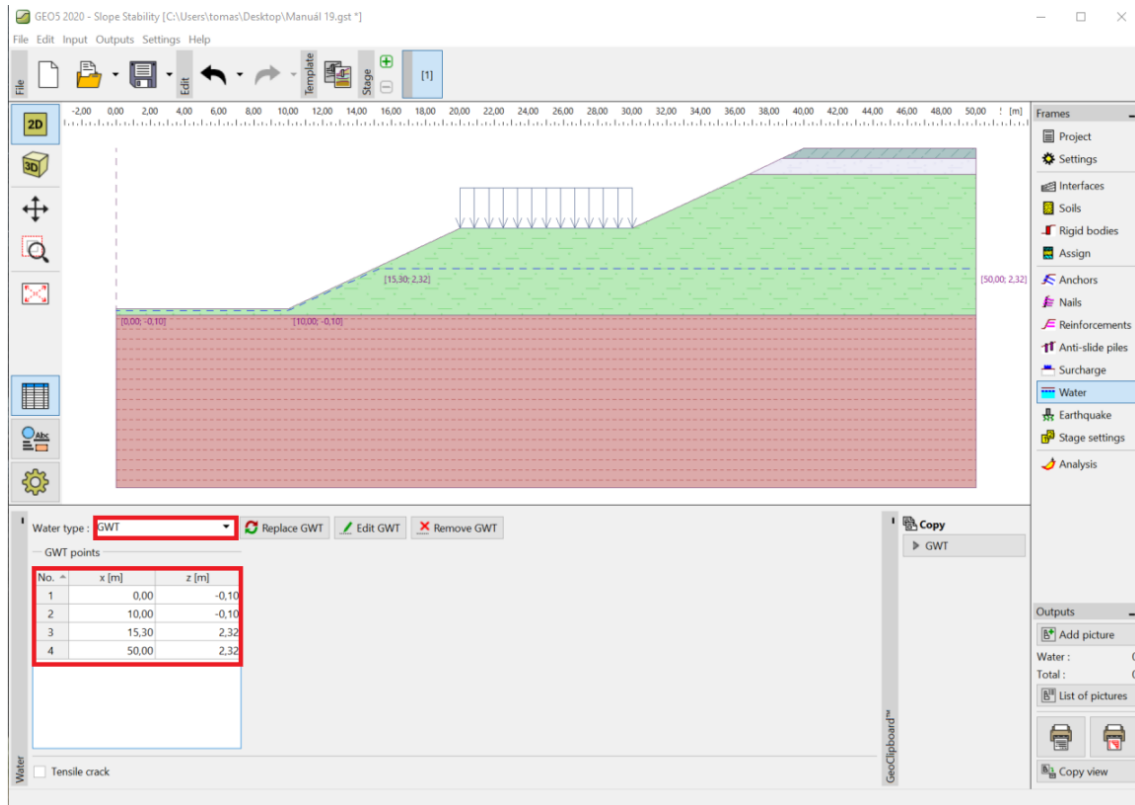 GEO5 2020 - Slope Stability [C:\Users\tomas\Desktop\Manuál 19.gst *]
File Edit Input Outputs Settings Help
File
Edit
Template
Stage
[1]
2D
3D
-2,00 0,00 2,00 4,00 6,00 8,00 10,00 12,00 14,00 16,00 18,00 20,00 22,00 24,00 26,00 28,00 30,00 32,00 34,00 36,00 38,00 40,00 42,00 44,00 46,00 48,00 50,00 [m]
[15,30; 2,32]
[50,00; 2,32]
[0,00; -0,10]
[10,00; -0,10]
Frames
Project
Settings
Interfaces
Soils
Rigid bodies
Assign
Anchors
Nails
Reinforcements
Anti-slide piles
Surcharge
Water
Earthquake
Stage settings
Analysis
Abc
Water type : GWT
Replace GWT
Edit GWT
Remove GWT
GWT points
No. x [m] z [m]
1 0,00 -0,10
2 10,00 -0,10
3 15,30 2,32
4 50,00 2,32
Tensile crack
Water
GeoClipboard™
Copy
GWT
Outputs
Add picture
Water :
Total :
List of pictures
Copy view